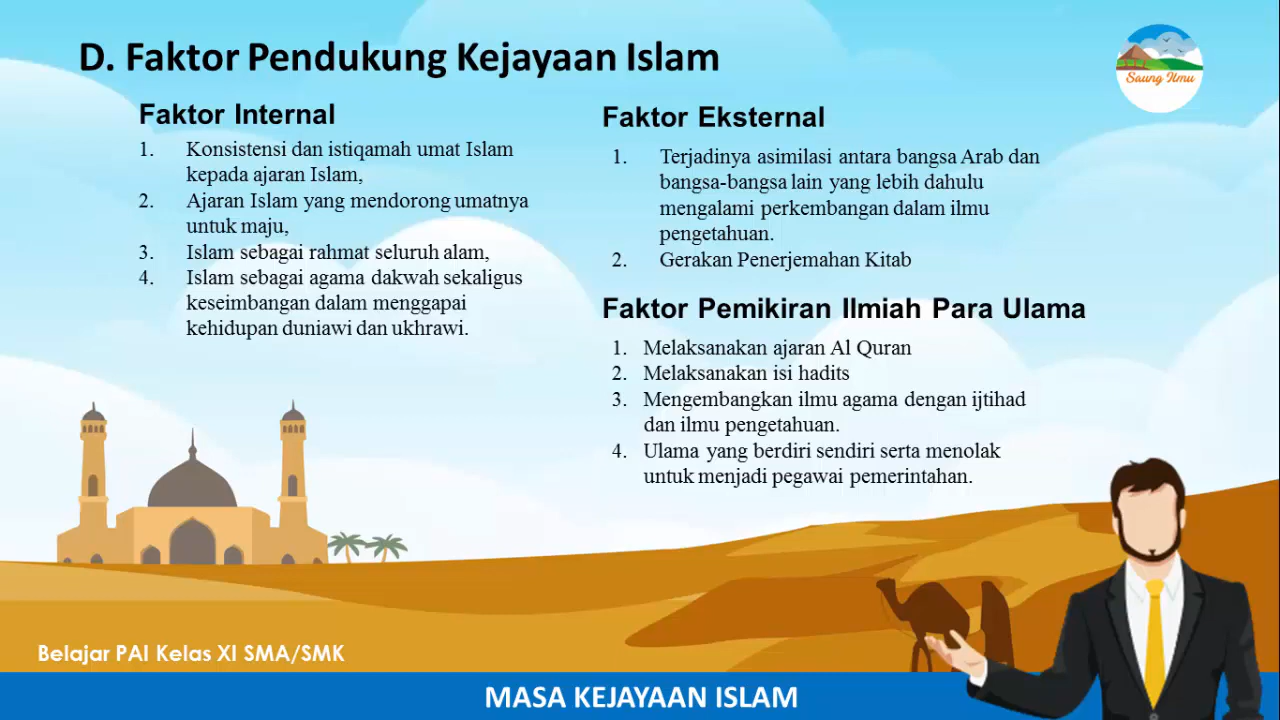 D. Faktor Pendukung Kejayaan Islam
Saung Ilmu
Faktor Internal
1. Konsistensi dan istiqamah umat Islam
kepada ajaran Islam,
2. Ajaran Islam yang mendorong umatnya
untuk maju,
3. Islam sebagai rahmat seluruh alam,
4. Islam sebagai agama dakwah sekaligus
keseimbangan dalam menggapai
kehidupan duniawi dan ukhrawi.
Faktor Eksternal
1. Terjadinya asimilasi antara bangsa Arab dan
bangsa-bangsa lain yang lebih dahulu
mengalami perkembangan dalam ilmu
pengetahuan.
2. Gerakan Penerjemahan Kitab
Faktor Pemikiran Ilmiah Para Ulama
1. Melaksanakan ajaran Al Quran
2. Melaksanakan isi hadits
3. Mengembangkan ilmu agama dengan ijtihad
dan ilmu pengetahuan.
4. Ulama yang berdiri sendiri serta menolak
untuk menjadi pegawai pemerintahan.
Belajar PAI Kelas XI SMA/SMK
MASA KEJAYAAN ISLAM